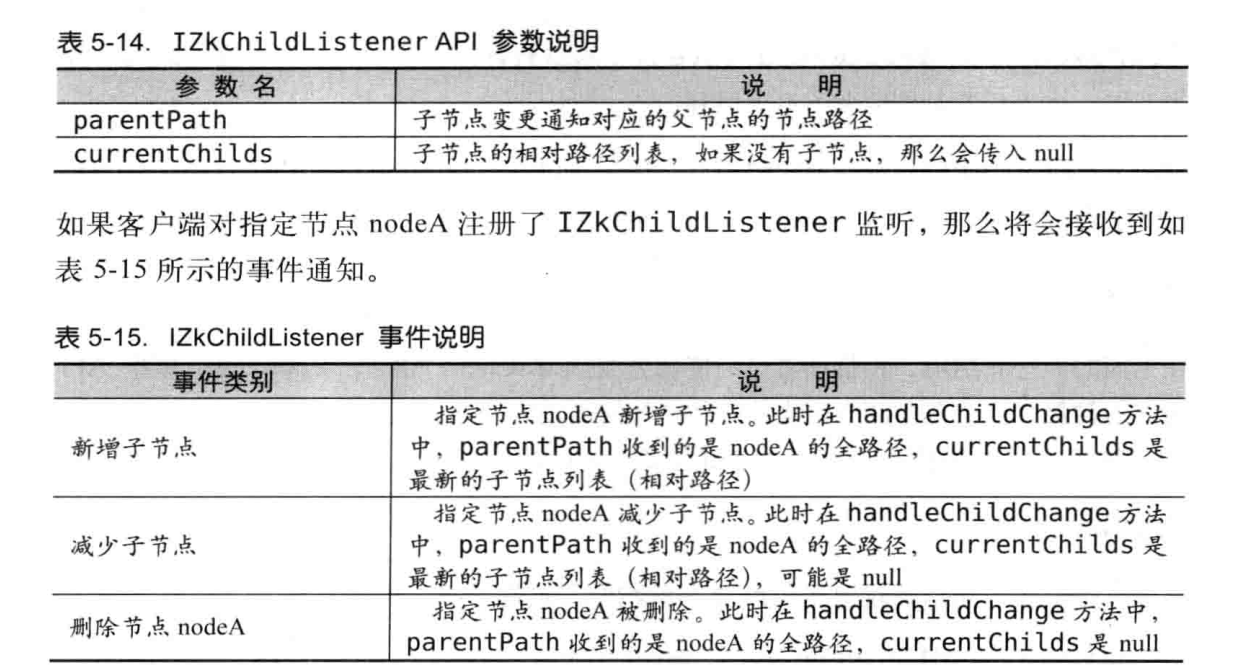 表 5-14. IZkChildListener API 参数说明
参 数 名 说 明
parentPath 子节点变更通知对应的父节点的节点路径
currentChilds 子节点的相对路径列表，如果没有子节点，那么会传入 null
如果客户端对指定节点 nodeA 注册了 IZkChildListener 监听，那么将会接收到如
表 5-15 所示的事件通知。
表 5-15. IZkChildListener 事件说明
事件类别 说 明
新增子节点
指定节点 nodeA 新增子节点。此时在 handleChildChange 方法
中，parentPath 收到的是 nodeA 的全路径，currentChilds 是
最新的子节点列表（相对路径）
减少子节点
指定节点 nodeA 减少子节点。此时在 handleChildChange 方法
中，parentPath 收到的是 nodeA 的全路径，currentChilds 是
最新的子节点列表（相对路径），可能是 null
删除节点 nodeA
指定节点 nodeA 被删除。此时在 handleChildChange 方法中，
parentPath 收到的是 nodeA 的全路径，currentChilds 是 null